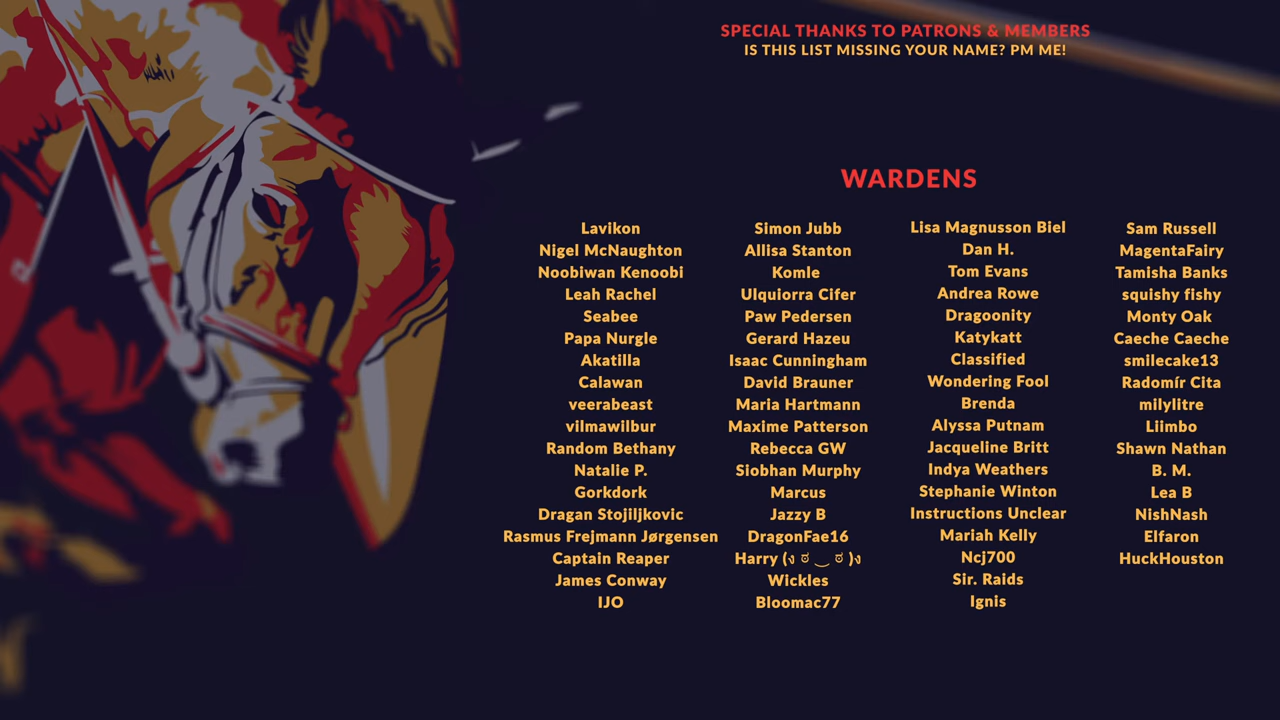 SPECIAL THANKS TO PATRONS & MEMBERS
IS THIS LIST MISSING YOUR NAME? PM ME!
WARDENS
Lavikon
Nigel McNaughton
Noobiwan Kenoobi
Leah Rachel
Seabee
Papa Nurgle
Akatilla
Calawan
veerabeast
vilmawilbur
Random Bethany
Natalie P.
Gorkdork
Dragan Stojiljkovic
Rasmus Frejmann Jørgensen
Captain Reaper
James Conway
IJO
Simon Jubb
Allisa Stanton
Komle
Ulquiorra Cifer
Paw Pedersen
Gerard Hazeu
Isaac Cunningham
David Brauner
Maria Hartmann
Maxime Patterson
Rebecca GW
Siobhan Murphy
Marcus
Jazzy B
DragonFae16
Harry (ง ಠ ‿ ಠ )ง
Wickles
Bloomac77
Lisa Magnusson Biel
Dan H.
Tom Evans
Andrea Rowe
Dragoonity
Katykatt
Classified
Wondering Fool
Brenda
Alyssa Putnam
Jacqueline Britt
Indya Weathers
Stephanie Winton
Instructions Unclear
Mariah Kelly
Ncj700
Sir. Raids
Ignis
Sam Russell
MagentaFairy
Tamisha Banks
squishy fishy
Monty Oak
Caeche Caeche
smilecake13
Radomír Cita
milylitre
Liimbo
Shawn Nathan
B. M.
Lea B
NishNash
Elfaron
HuckHouston